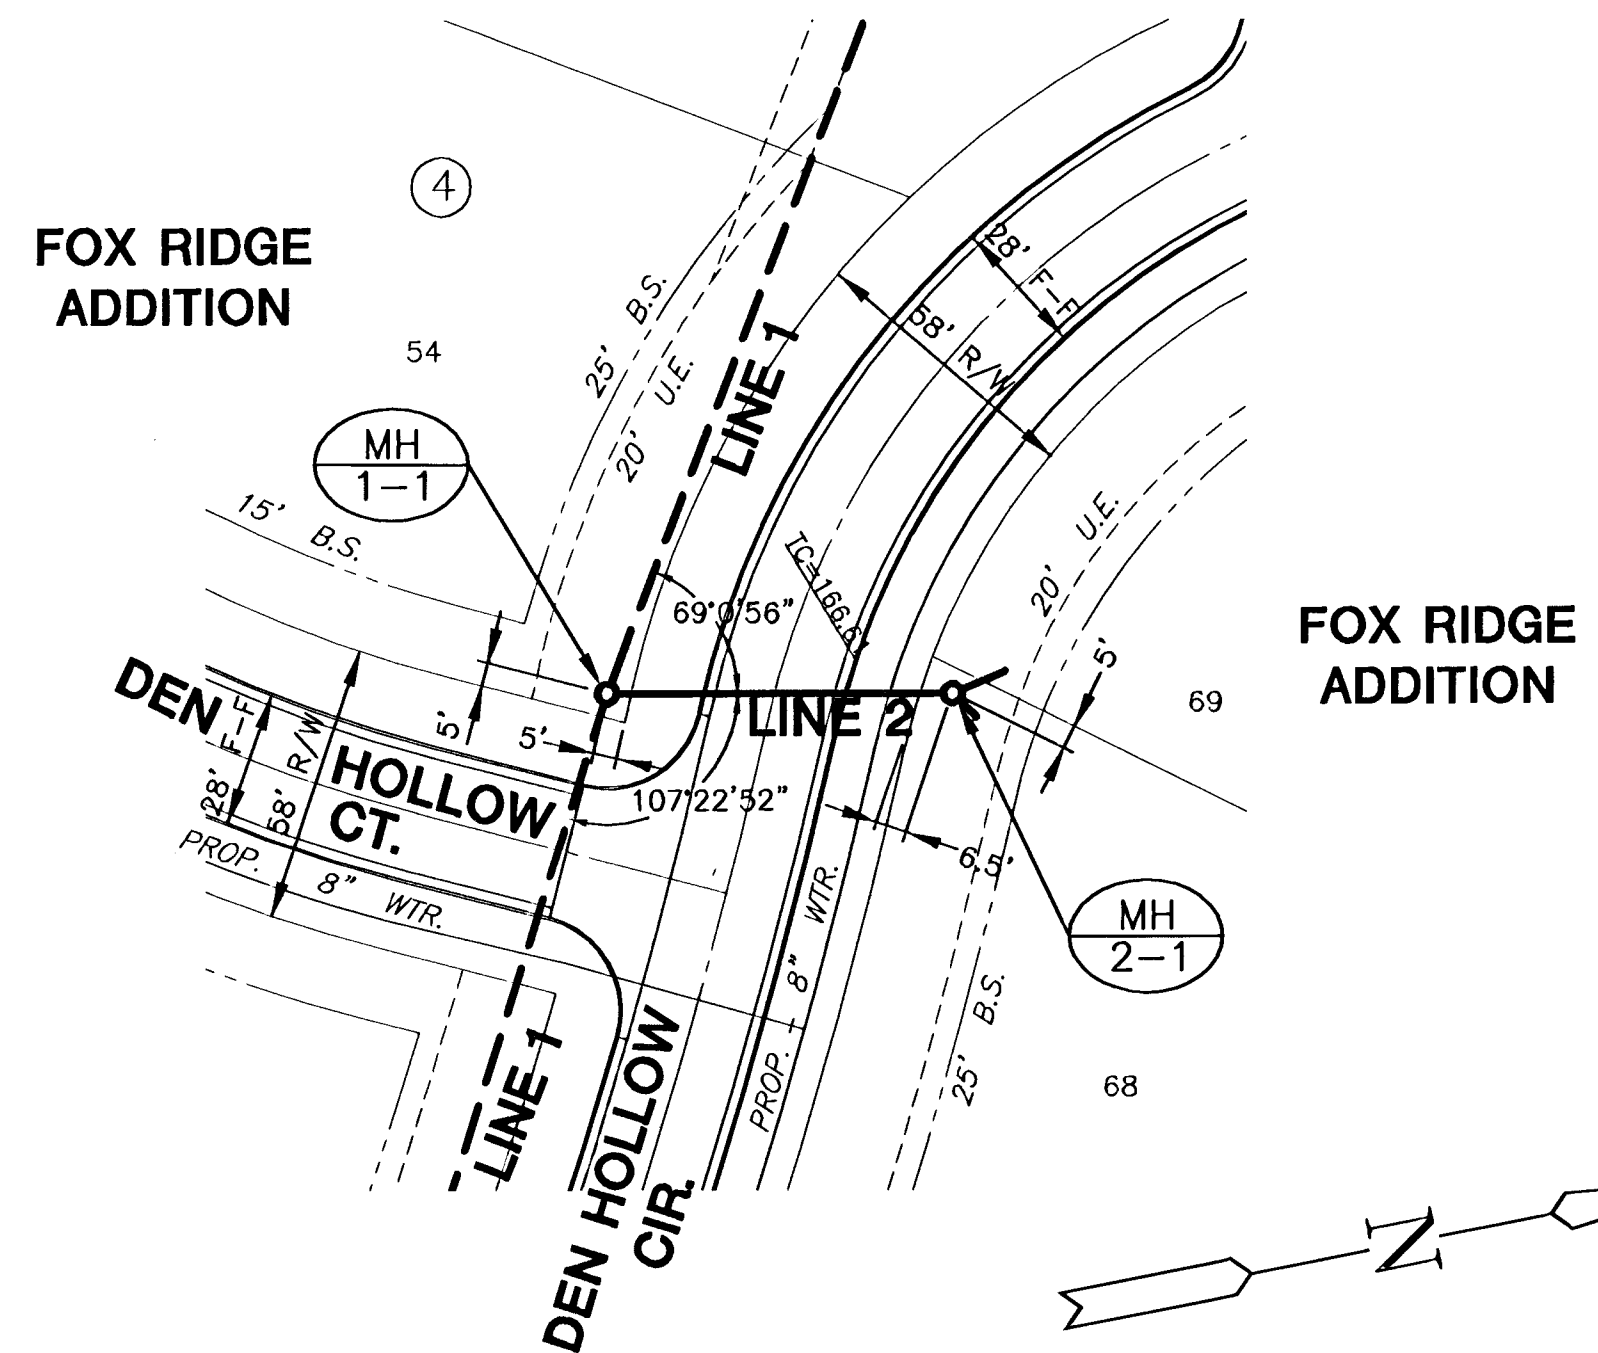 4
FOX RIDGE
ADDITION
54
25' B.S.
20' U.E.
LINE 1
28' F-F
58' R/W
MH
1-1
15' B.S.
TC=166.6
69°0'56"
20' U.E.
5'
FOX RIDGE
ADDITION
69
DEN
HOLLOW
CT.
28' F-F
58' R/W
5'
5'
LINE 2
107°22'52"
6.5'
PROP. 8" WTR.
PROP. 8" WTR.
MH
2-1
25' B.S.
68
LINE 1
DEN HOLLOW
CIR.
N